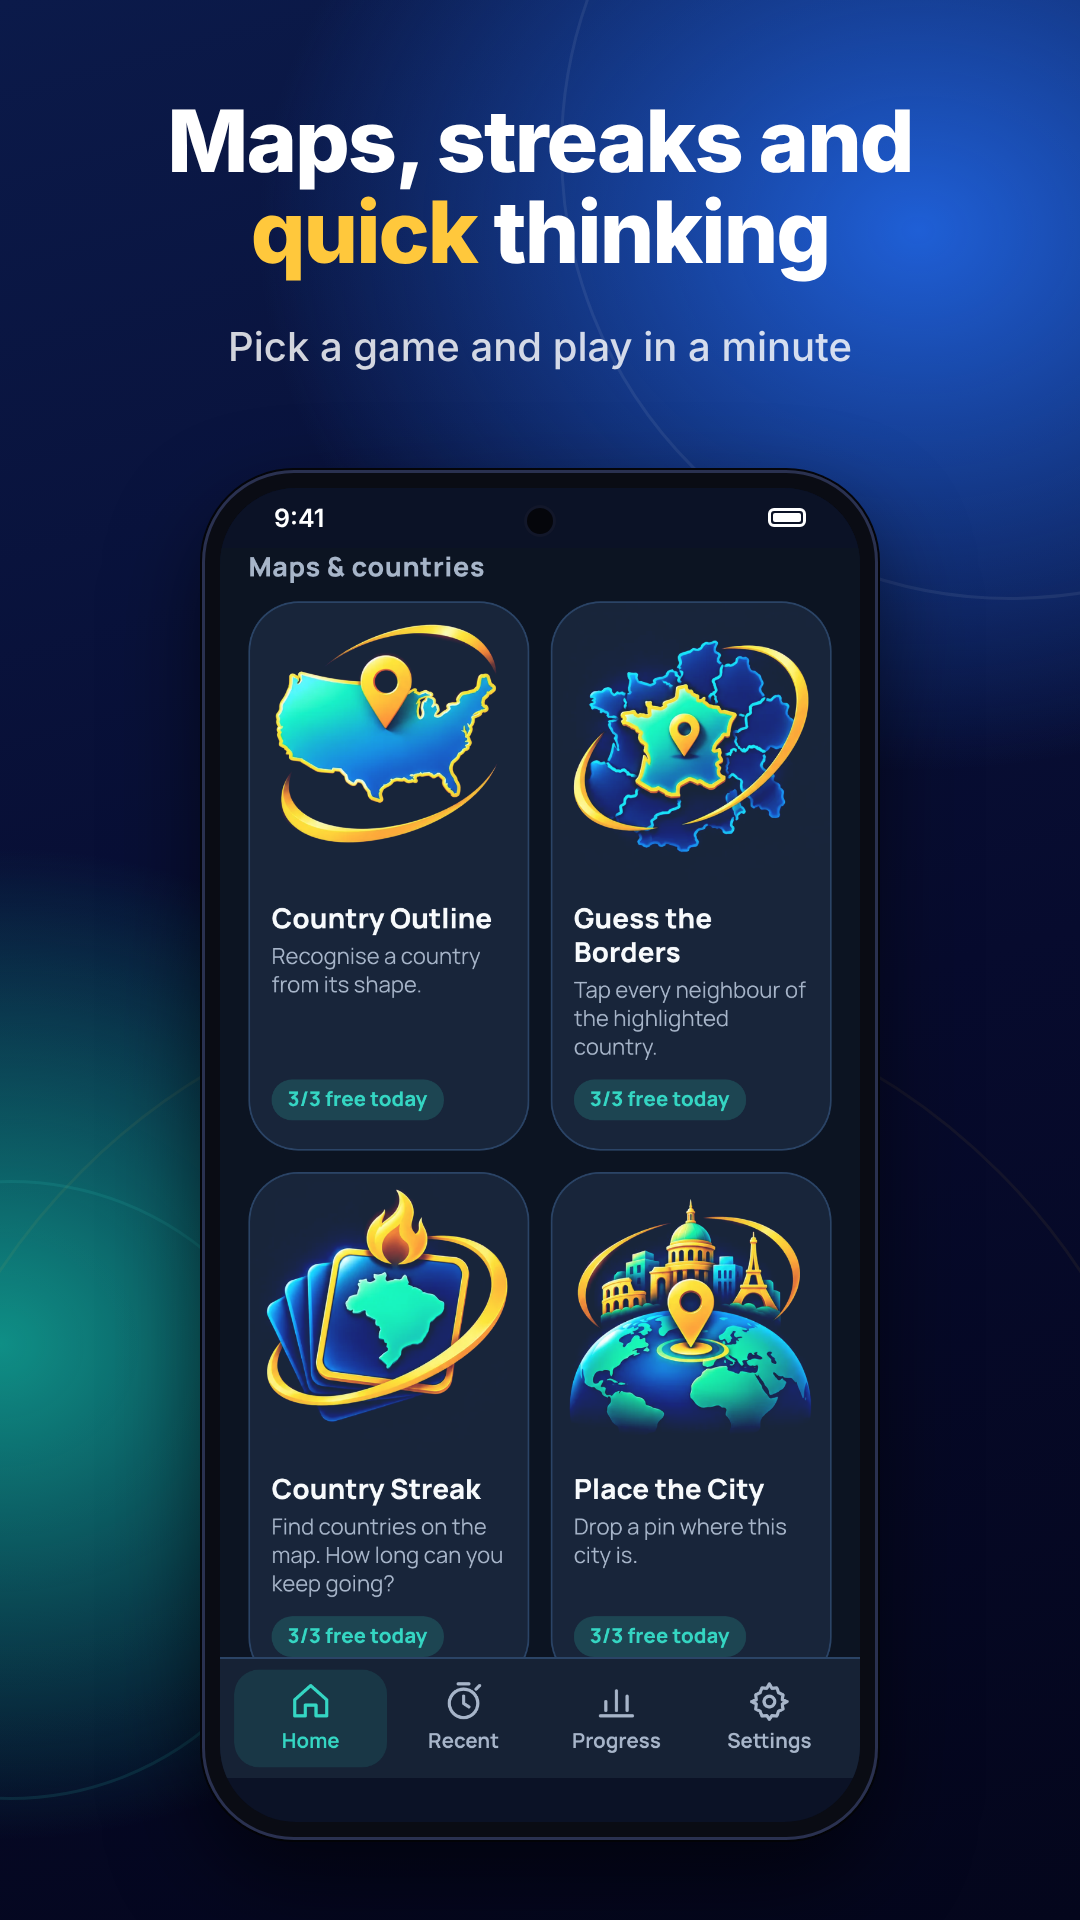 Maps, streaks and
quick thinking
Pick a game and play in a minute
9:41
Maps & countries
Country Outline
Recognise a country
from its shape.
3/3 free today
Guess the
Borders
Tap every neighbour of
the highlighted
country.
3/3 free today
Country Streak
Find countries on the
map. How long can you
keep going?
3/3 free today
Place the City
Drop a pin where this
city is.
3/3 free today
Home
Recent
Progress
Settings